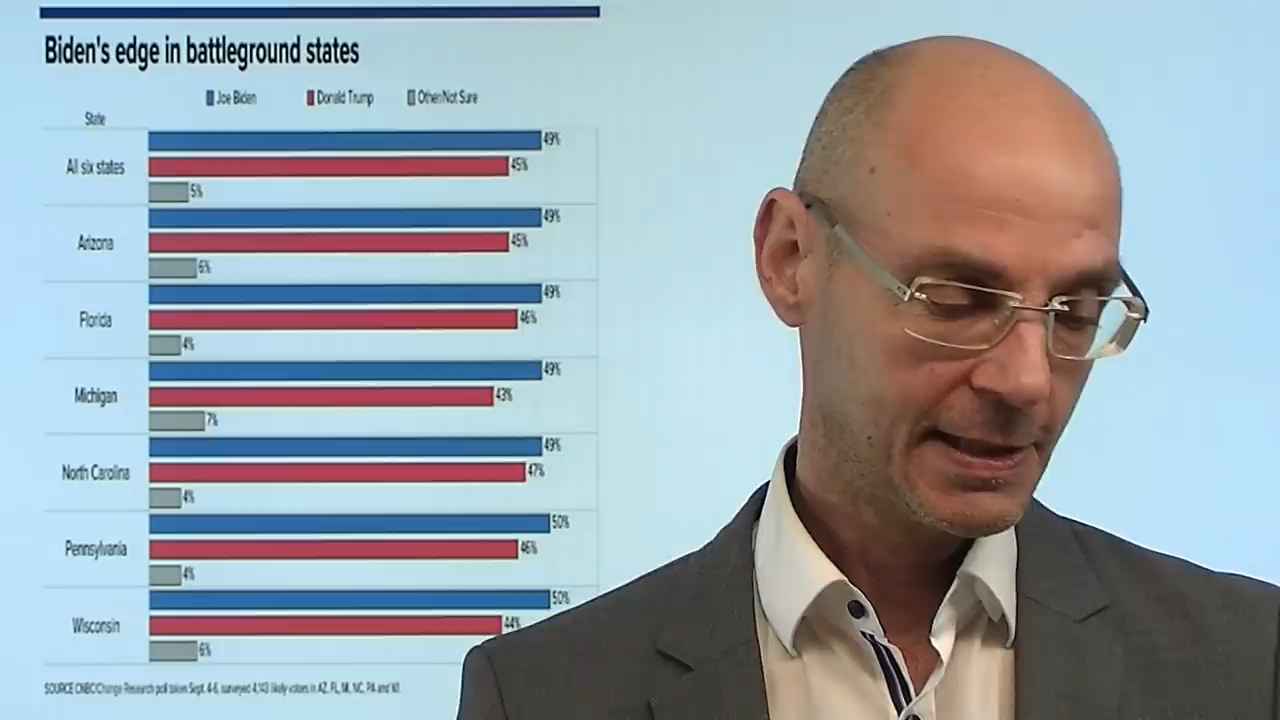 Biden's edge in battleground states
Joe Biden Donald Trump Other/Not Sure
State
49%
All six states 45%
5%
49%
Arizona 45%
6%
49%
Florida 46%
4%
49%
Michigan 43%
7%
49%
North Carolina 47%
4%
50%
Pennsylvania 46%
4%
50%
Wisconsin 44%
6%
SOURCE CNBC/Change Research poll taken Sept. 4-6, surveyed 4,143 likely voters in AZ, FL, MI, NC, PA and WI.